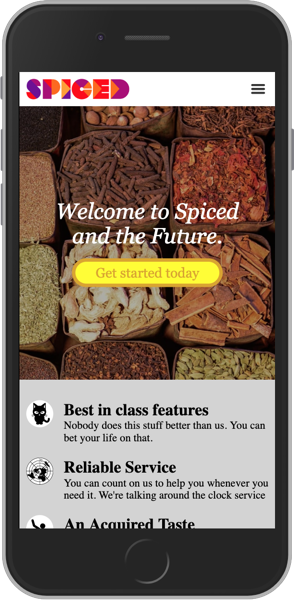 SPICED
Welcome to Spiced
and the Future.
Get started today
Best in class features
Nobody does this stuff better than us. You can
bet your life on that.
Reliable Service
You can count on us to help you whenever you
need it. We're talking around the clock service
An Acquired Taste